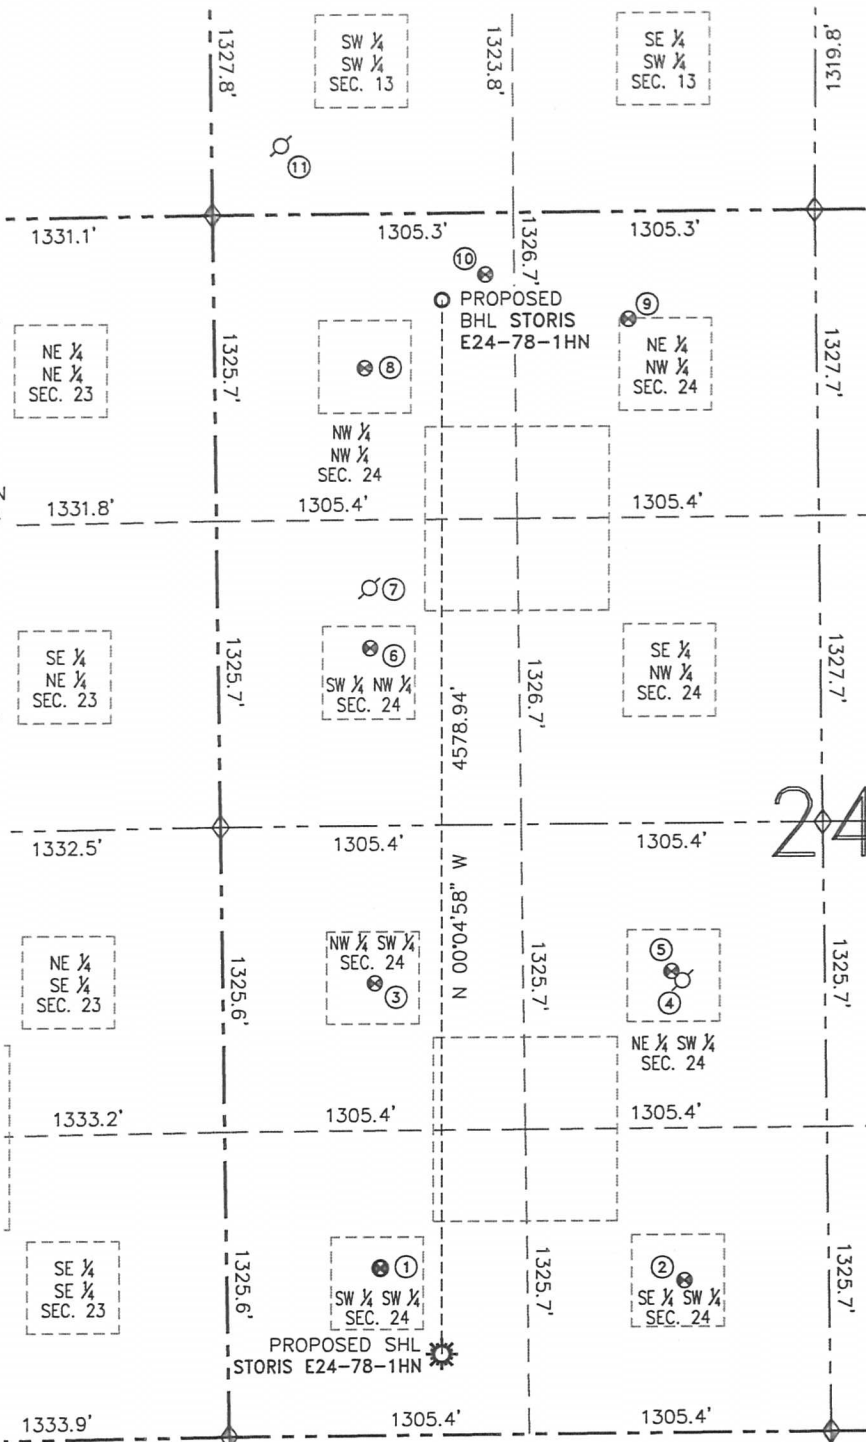 1327.8'
SW ¼
SW ¼
SEC. 13
1323.8'
SE ¼
SW ¼
SEC. 13
1319.8'
11
1331.1'
1305.3'
1326.7'
1305.3'
10
PROPOSED
BHL STORIS
E24-78-1HN
9
NE ¼
NE ¼
SEC. 23
1325.7'
8
NW ¼
NW ¼
SEC. 24
NE ¼
NW ¼
SEC. 24
1327.7'
1331.8'
1305.4'
1305.4'
7
SE ¼
NE ¼
SEC. 23
1325.7'
6
SW ¼ NW ¼
SEC. 24
4578.94'
1326.7'
SE ¼
NW ¼
SEC. 24
1327.7'
24
1332.5'
1305.4'
1305.4'
N 00°04'58" W
NE ¼
SE ¼
SEC. 23
1325.6'
NW ¼ SW ¼
SEC. 24
3
1325.7'
5
4
NE ¼ SW ¼
SEC. 24
1325.7'
1333.2'
1305.4'
1305.4'
SE ¼
SE ¼
SEC. 23
1325.6'
1
SW ¼ SW ¼
SEC. 24
1325.7'
2
SE ¼ SW ¼
SEC. 24
1325.7'
PROPOSED SHL
STORIS E24-78-1HN
1333.9'
1305.4'
1305.4'